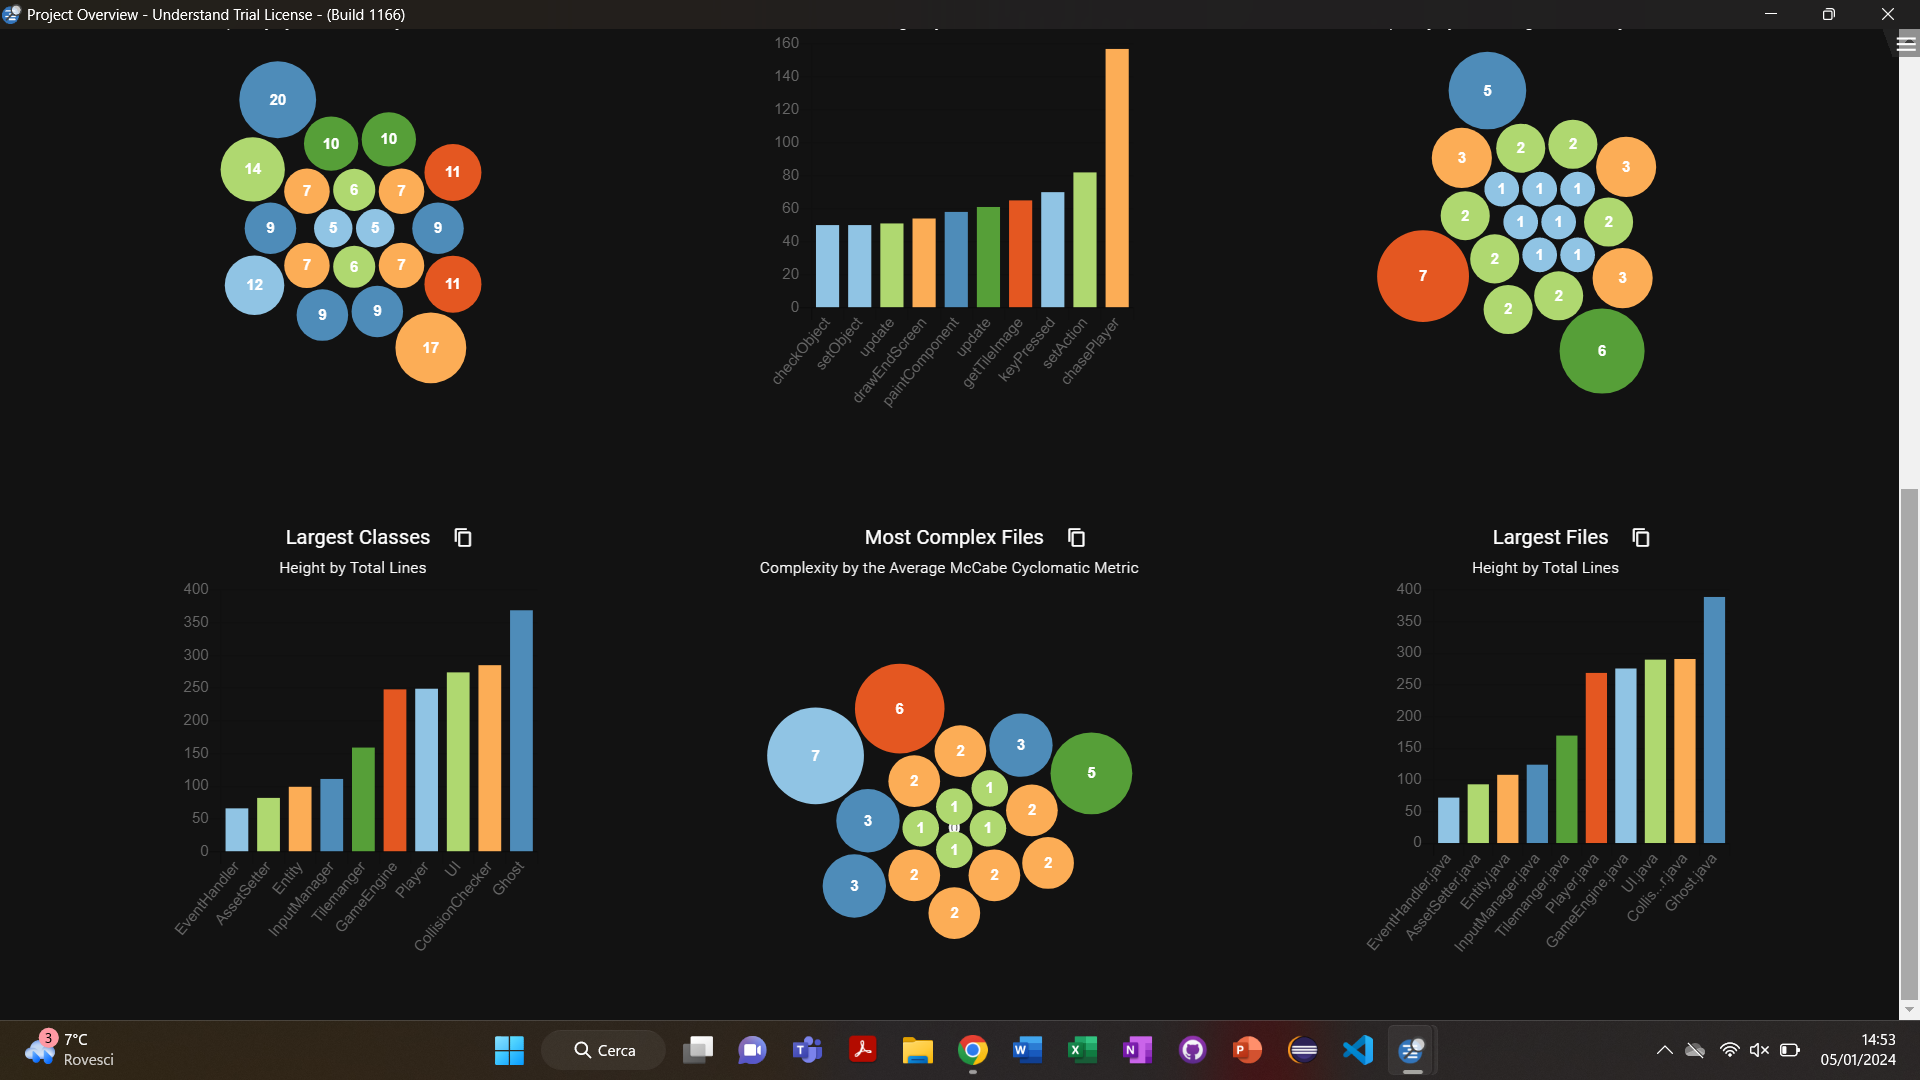 Project Overview - Understand Trial License - (Build 1166)
20
10
10
14
11
7
6
7
9
5
5
9
7
6
7
12
11
9
9
17
160
140
120
100
80
60
40
20
0
checkObject
setObject
update
drawEndScreen
paintComponent
update
getTileImage
keyPressed
setAction
chasePlayer
5
3
2
2
3
1
1
1
2
1
1
2
2
1
1
7
3
2
2
6
Largest Classes
Height by Total Lines
400
350
300
250
200
150
100
50
0
EventHandler
AssetSetter
Entity
InputManager
Tilemanger
GameEngine
Player
UI
CollisionChecker
Ghost
Most Complex Files
Complexity by the Average McCabe Cyclomatic Metric
6
7
2
3
5
2
1
1
2
3
1
0
1
1
2
3
2
2
2
Largest Files
Height by Total Lines
400
350
300
250
200
150
100
50
0
EventHandler.java
AssetSetter.java
Entity.java
InputManager.java
Tilemanger.java
Player.java
GameEngine.java
UI.java
Collis...r.java
Ghost.java
3
7°C
Rovesci
Cerca
14:53
05/01/2024